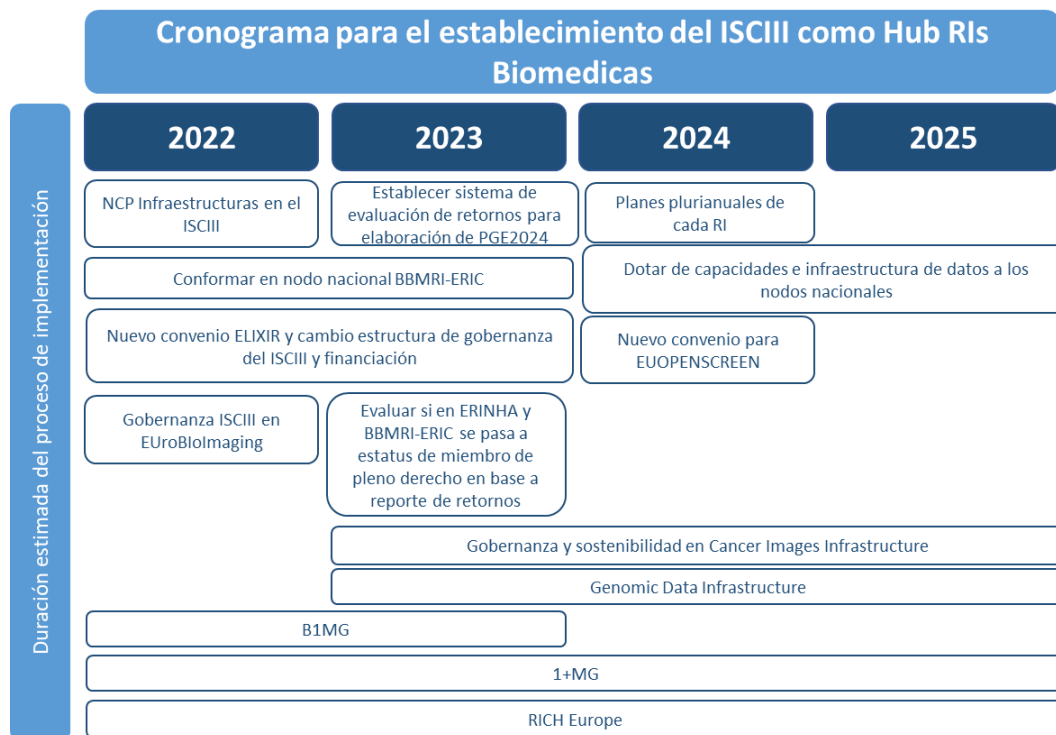 Cronograma para el establecimiento del ISCIII como Hub RIs
Biomedicas
Duración estimada del proceso de implementación
2022
2023
2024
2025
NCP Infraestructuras en el
ISCIII
Establecer sistema de
evaluación de retornos para
elaboración de PGE2024
Planes plurianuales de
cada RI
Conformar en nodo nacional BBMRI-ERIC
Dotar de capacidades e infraestructura de datos a los
nodos nacionales
Nuevo convenio ELIXIR y cambio estructura de gobernanza
del ISCIII y financiación
Nuevo convenio para
EUOPENSCREEN
Gobernanza ISCIII en
EUroBIoImaging
Evaluar si en ERINHA y
BBMRI-ERIC se pasa a
estatus de miembro de
pleno derecho en base a
reporte de retornos
Gobernanza y sostenibilidad en Cancer Images Infrastructure
Genomic Data Infrastructure
B1MG
1+MG
RICH Europe